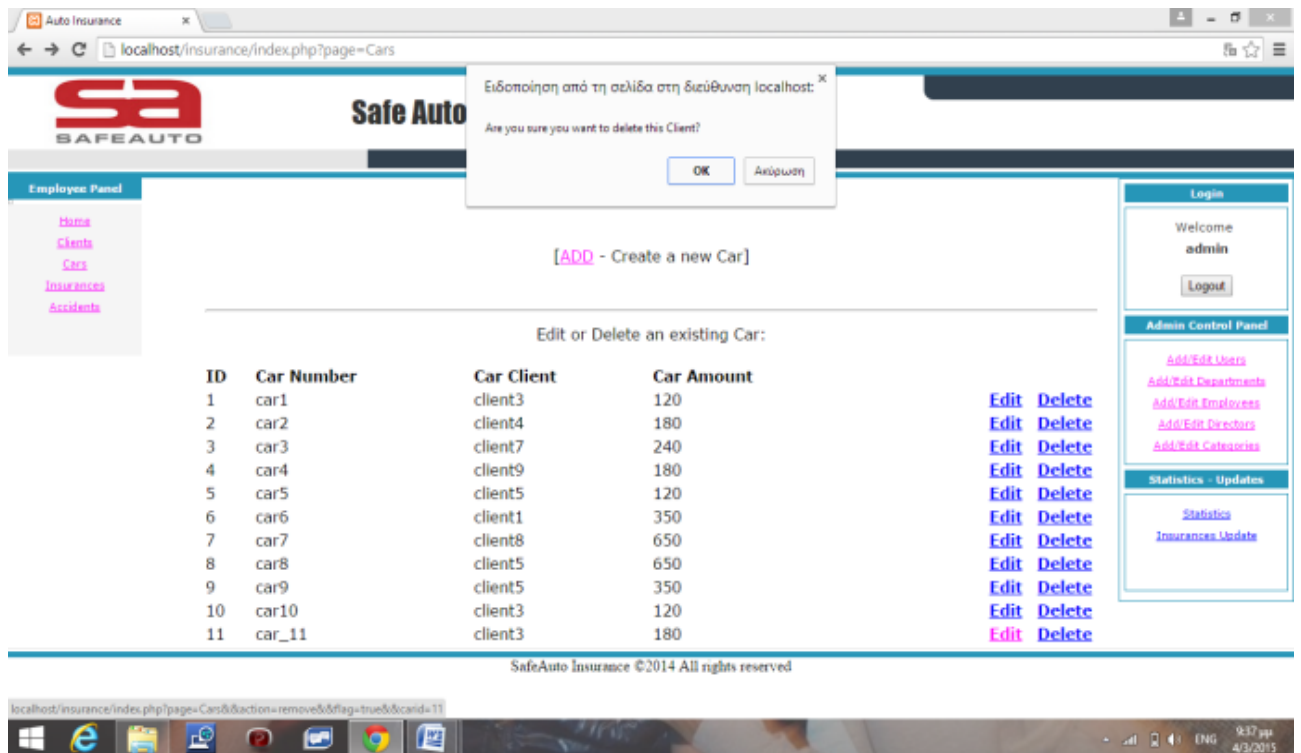 Auto Insurance
localhost/insurance/index.php?page=Cars
Ειδοποίηση από τη σελίδα στη διεύθυνση localhost:
Are you sure you want to delete this Client?
OK Ακύρωση
sa
SAFEAUTO
Safe Auto
Employee Panel
Home
Clients
Cars
Insurances
Accidents
[ADD - Create a new Car]
Edit or Delete an existing Car:
ID Car Number Car Client Car Amount
1 car1 client3 120 Edit Delete
2 car2 client4 180 Edit Delete
3 car3 client7 240 Edit Delete
4 car4 client9 180 Edit Delete
5 car5 client5 120 Edit Delete
6 car6 client1 350 Edit Delete
7 car7 client8 650 Edit Delete
8 car8 client5 650 Edit Delete
9 car9 client5 350 Edit Delete
10 car10 client3 120 Edit Delete
11 car_11 client3 180 Edit Delete
Login
Welcome
admin
Logout
Admin Control Panel
Add/Edit Users
Add/Edit Departments
Add/Edit Employees
Add/Edit Directors
Add/Edit Categories
Statistics - Updates
Statistics
Insurances Update
SafeAuto Insurance ©2014 All rights reserved
localhost/insurance/index.php?page=Cars&&action=remove&&flag=true&&carid=11
ENG
9:37 μμ
4/3/2015